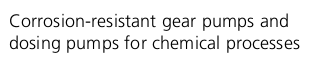 Corrosion-resistant gear pumps and
dosing pumps for chemical processes